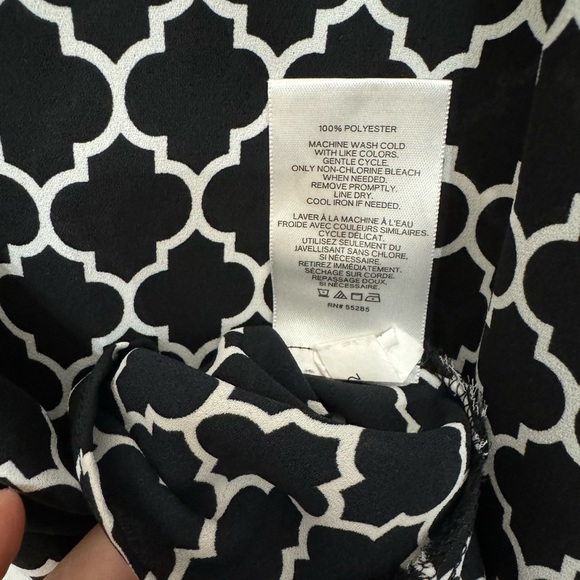 100% POLYESTER
MACHINE WASH COLD
WITH LIKE COLORS.
GENTLE CYCLE.
ONLY NON-CHLORINE BLEACH
WHEN NEEDED.
REMOVE PROMPTLY.
LINE DRY.
COOL IRON IF NEEDED.
LAVER À LA MACHINE À L'EAU
FROIDE AVEC COULEURS SIMILAIRES.
CYCLE DÉLICAT.
UTILISEZ SEULEMENT DU
JAVELLISANT SANS CHLORE,
SI NÉCESSAIRE.
RETIREZ IMMÉDIATEMENT.
SÉCHAGE SUR CORDE.
REPASSAGE DOUX,
SI NÉCESSAIRE.
RN# 55285